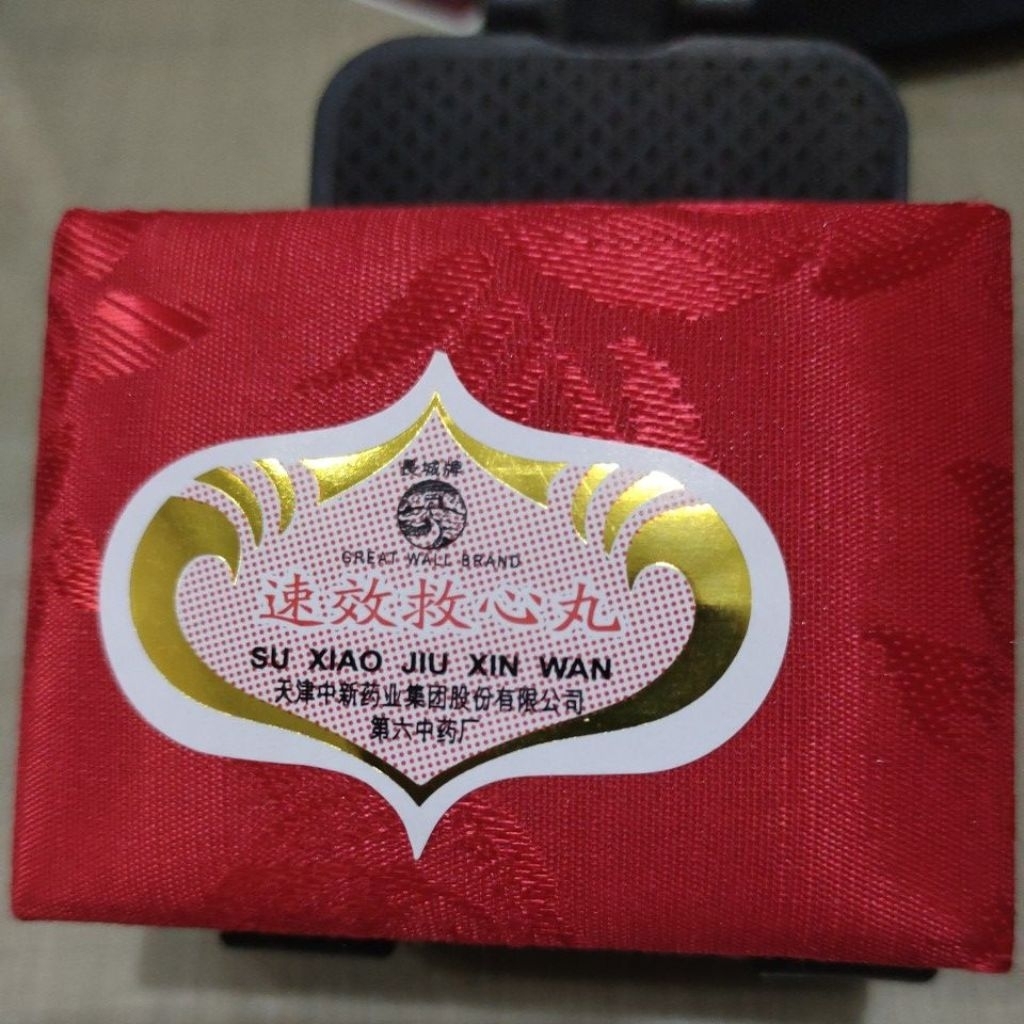 長城牌
GREAT WALL BRAND
速效救心丸
SU XIAO JIU XIN WAN
天津中新药业集团股份有限公司
第六中药厂